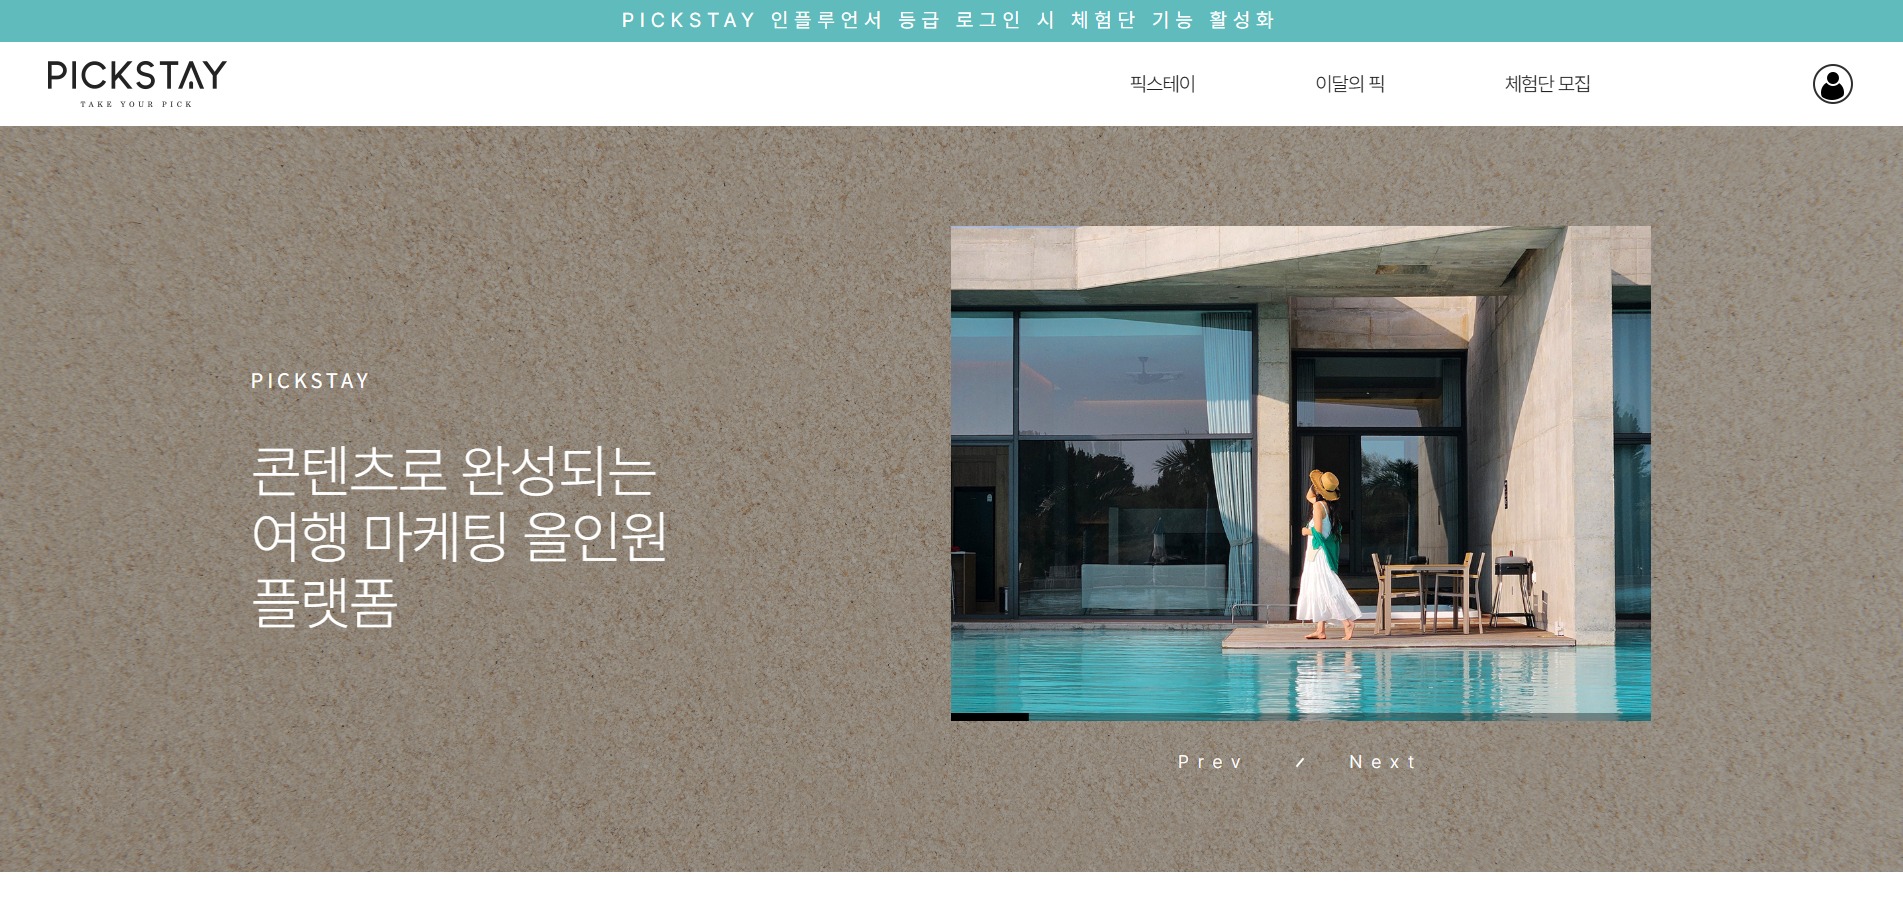 PICKSTAY 인플루언서 등급 로그인 시 체험단 기능 활성화
PICKSTAY
TAKE YOUR PICK
픽스테이
이달의 픽
체험단 모집
PICKSTAY
콘텐츠로 완성되는
여행 마케팅 올인원
플랫폼
Prev / Next